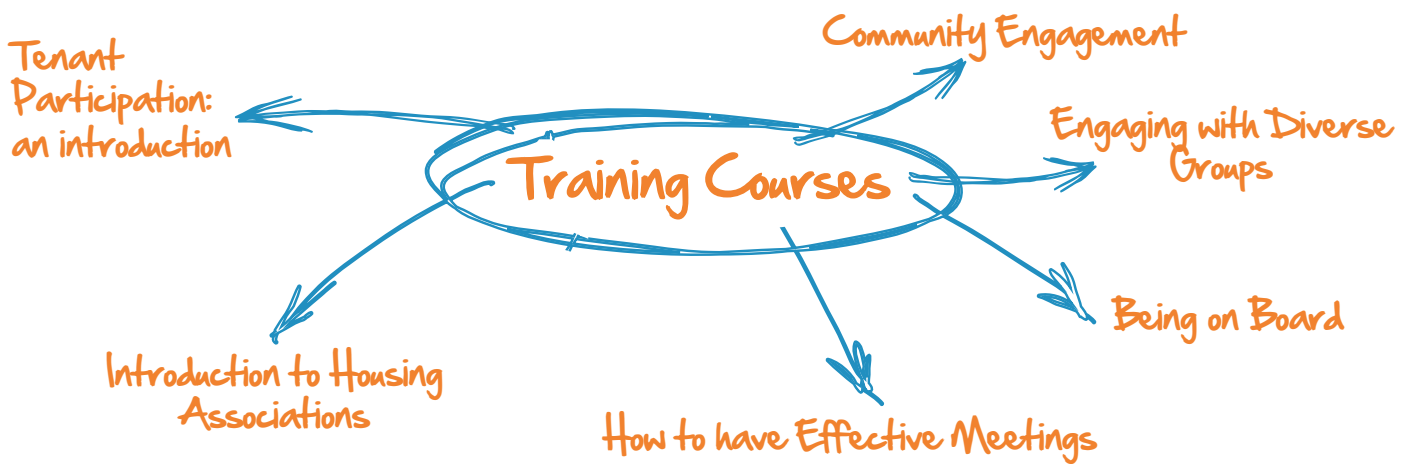 Tenant
Participation:
an introduction
Community Engagement
Engaging with Diverse
Groups
Training Courses
Being on Board
Introduction to Housing
Associations
How to have Effective Meetings